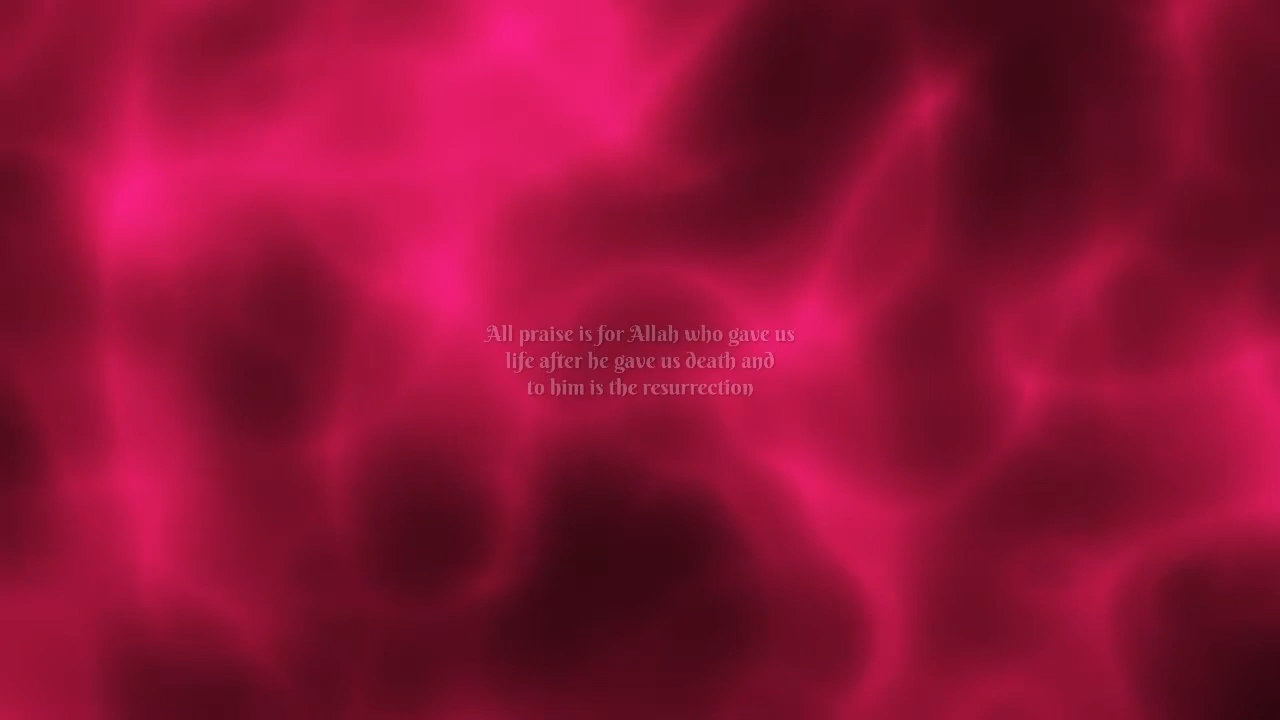 All praise is for Allah who gave us
life after he gave us death and
to him is the resurrection